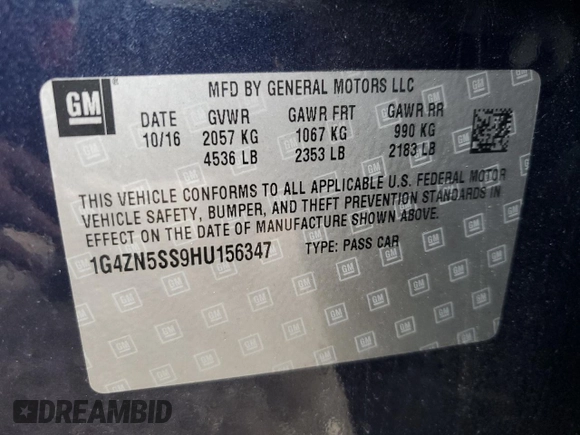 GM
MFD BY GENERAL MOTORS LLC
DATE GVWR GAWR FRT GAWR RR
10/16 2057 KG 1067 KG 990 KG
4536 LB 2353 LB 2183 LB
THIS VEHICLE CONFORMS TO ALL APPLICABLE U.S. FEDERAL MOTOR
VEHICLE SAFETY, BUMPER, AND THEFT PREVENTION STANDARDS IN
EFFECT ON THE DATE OF MANUFACTURE SHOWN ABOVE.
1G4ZN5SS9HU156347 TYPE: PASS CAR
DREAMBID